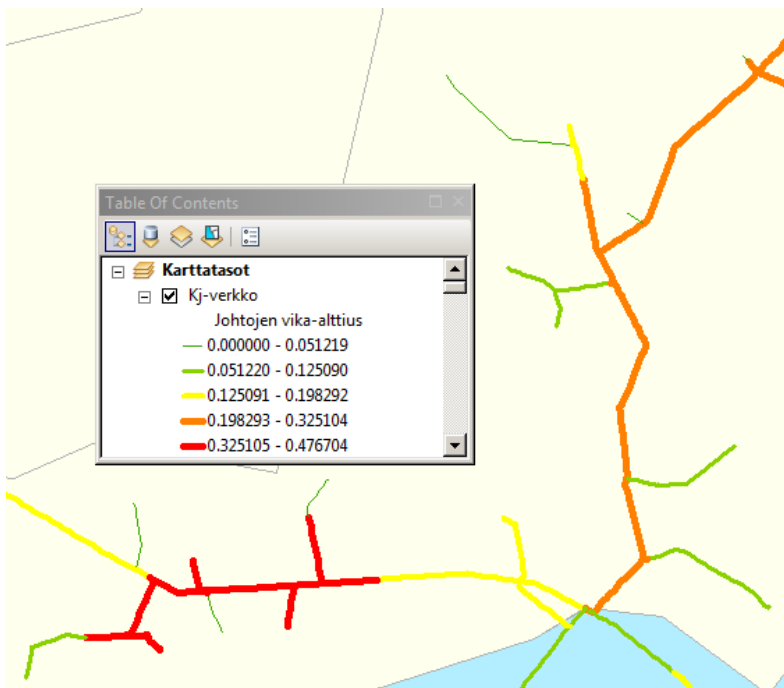 Table Of Contents
Karttatasot
Kj-verkko
Johtojen vika-alttius
0.000000 - 0.051219
0.051220 - 0.125090
0.125091 - 0.198292
0.198293 - 0.325104
0.325105 - 0.476704